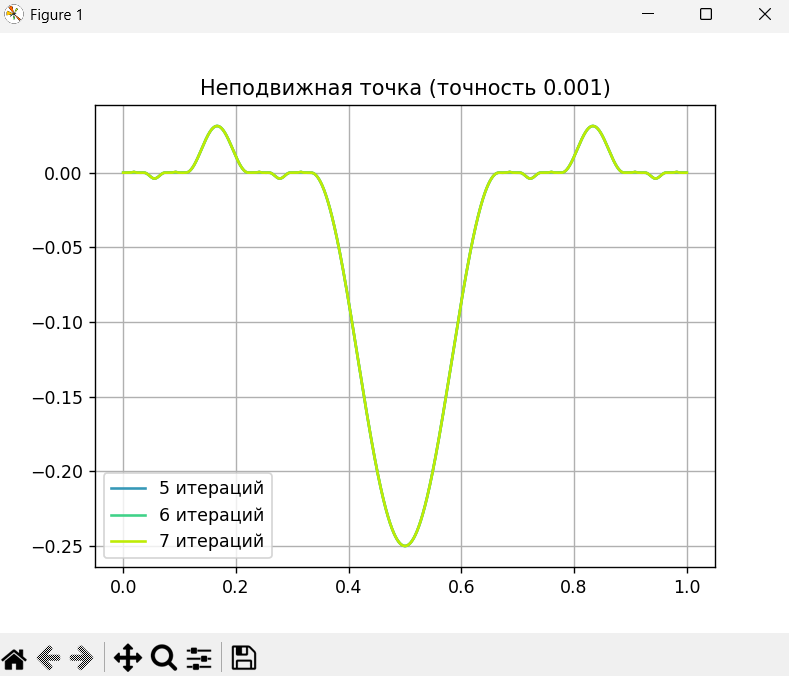 Figure 1
Неподвижная точка (точность 0.001)
0.00
−0.05
−0.10
−0.15
−0.20
−0.25
5 итераций
6 итераций
7 итераций
0.0 0.2 0.4 0.6 0.8 1.0